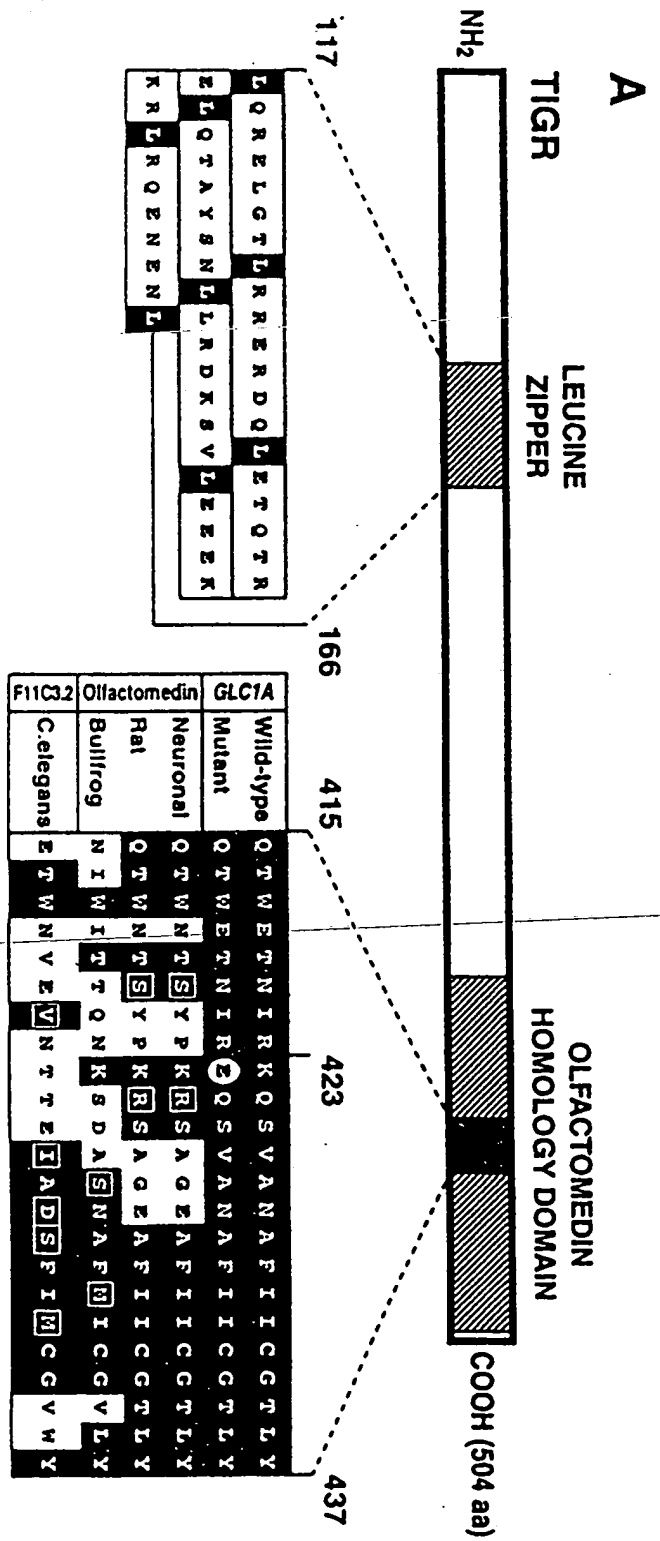 A
TIGR
LEUCINE
ZIPPER
OLFACTOMEDIN
HOMOLOGY DOMAIN
NH2
COOH (504 aa)
117
166
415
423
437
L Q R E L G T L R R E R D Q L E T Q T R
E L Q T A Y S N L L R D K S V L E E E K
K R L R Q E N E N L
GLC1A
Wild-type Q T W E T N I R K Q S V A N A F I I C G T L Y
Mutant Q T W E T N I R E Q S V A N A F I I C G T L Y
Olfactomedin
Neuronal Q T W N T S Y P K R S A G E A F I I C G T L Y
Rat Q T W N T S Y P K R S A G E A F I I C G T L Y
Bullfrog N I W I T T Q N K S D A S N A F M I C G V L Y
F11C3.2
C.elegans E T W N V E V N T T E I A D S F I M C G V W Y